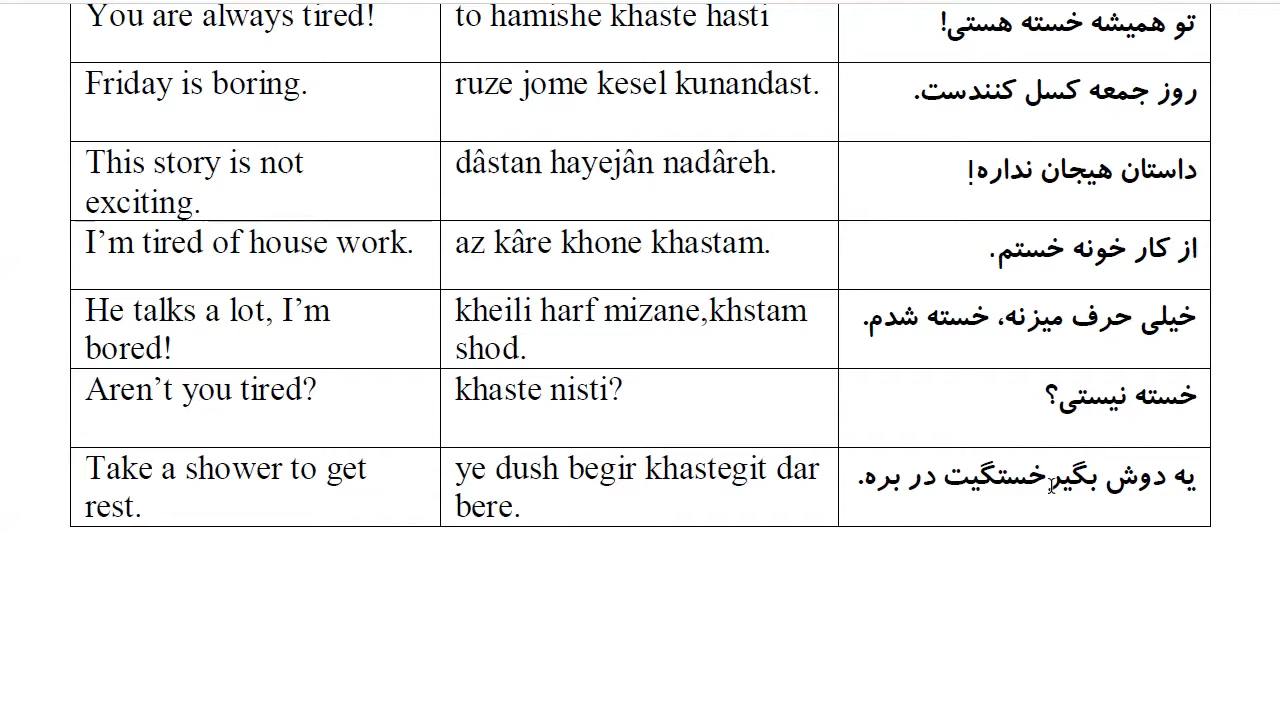 You are always tired!
to hamishe khaste hasti
تو همیشه خسته هستی!
Friday is boring.
ruze jome kesel kunandast.
روز جمعه کسل کنندست.
This story is not
exciting.
dâstan hayejân nadâreh.
داستان هیجان نداره!
I’m tired of house work.
az kâre khone khastam.
از کار خونه خستم.
He talks a lot, I’m
bored!
kheili harf mizane,khstam
shod.
خیلی حرف میزنه، خسته شدم.
Aren’t you tired?
khaste nisti?
خسته نیستی؟
Take a shower to get
rest.
ye dush begir khastegit dar
bere.
یه دوش بگیرخستگیت در بره.